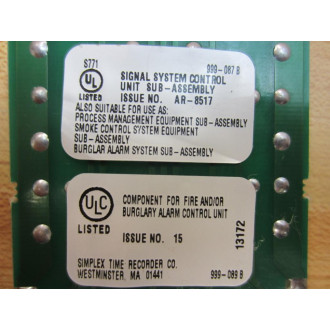 S771
999-087 B
UL
LISTED
SIGNAL SYSTEM CONTROL
UNIT SUB-ASSEMBLY
ISSUE NO. AR-8517
ALSO SUITABLE FOR USE AS:
PROCESS MANAGEMENT EQUIPMENT SUB-ASSEMBLY
SMOKE CONTROL SYSTEM EQUIPMENT
SUB-ASSEMBLY
BURGLAR ALARM SYSTEM SUB-ASSEMBLY
ULC
LISTED
COMPONENT FOR FIRE AND/OR
BURGLARY ALARM CONTROL UNIT
ISSUE NO. 15
13172
SIMPLEX TIME RECORDER CO.
WESTMINSTER, MA 01441
999-089 B